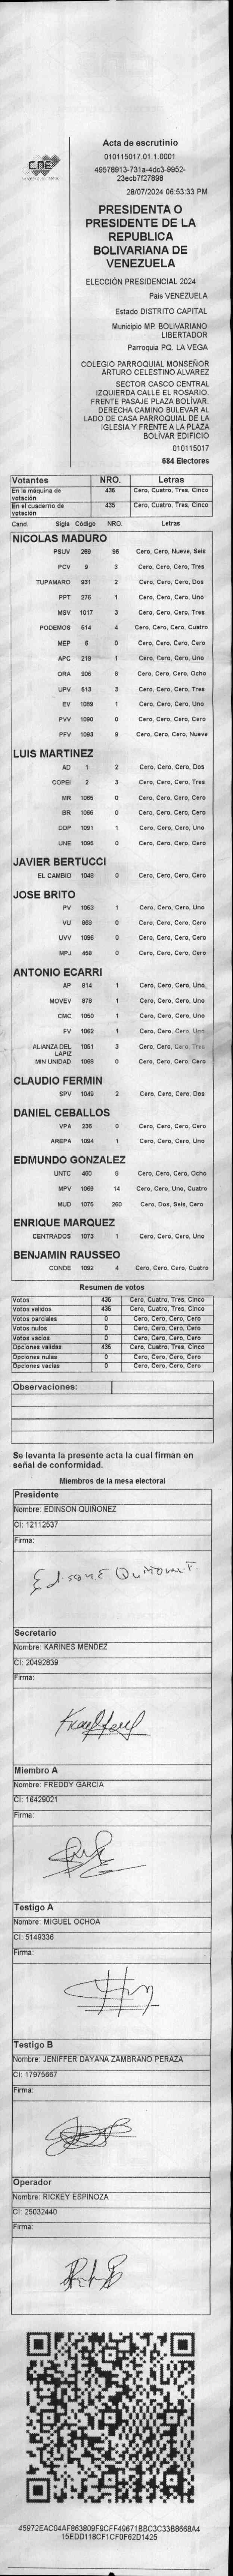 CNE
Acta de escrutinio
010115017.01.1.0001
49578913-731a-4dc3-9952-
23ecb7f27898
28/07/2024 06:53:33 PM
PRESIDENTA O
PRESIDENTE DE LA
REPUBLICA
BOLIVARIANA DE
VENEZUELA
ELECCIÓN PRESIDENCIAL 2024
Pais VENEZUELA
Estado DISTRITO CAPITAL
Municipio MP. BOLIVARIANO
LIBERTADOR
Parroquia PQ. LA VEGA
COLEGIO PARROQUIAL MONSEÑOR
ARTURO CELESTINO ALVAREZ
SECTOR CASCO CENTRAL
IZQUIERDA CALLE EL ROSARIO.
FRENTE PASAJE PLAZA BOLÍVAR.
DERECHA CAMINO BULEVAR AL
LADO DE CASA PARROQUIAL DE LA
IGLESIA Y FRENTE A LA PLAZA
BOLÍVAR EDIFICIO
010115017
684 Electores
Votantes NRO. Letras
En la máquina de votación 435 Cero, Cuatro, Tres, Cinco
En el cuaderno de votación 435 Cero, Cuatro, Tres, Cinco
Cand. Sigla Código NRO. Letras
NICOLAS MADURO
PSUV 269 96 Cero, Cero, Nueve, Seis
PCV 9 3 Cero, Cero, Cero, Tres
TUPAMARO 931 2 Cero, Cero, Cero, Dos
PPT 276 1 Cero, Cero, Cero, Uno
MSV 1017 3 Cero, Cero, Cero, Tres
PODEMOS 514 4 Cero, Cero, Cero, Cuatro
MEP 6 0 Cero, Cero, Cero, Cero
APC 219 1 Cero, Cero, Cero, Uno
ORA 906 8 Cero, Cero, Cero, Ocho
UPV 513 3 Cero, Cero, Cero, Tres
EV 1089 1 Cero, Cero, Cero, Uno
PVV 1090 0 Cero, Cero, Cero, Cero
PFV 1093 9 Cero, Cero, Cero, Nueve
LUIS MARTINEZ
AD 1 2 Cero, Cero, Cero, Dos
COPEI 2 3 Cero, Cero, Cero, Tres
MR 1065 0 Cero, Cero, Cero, Cero
BR 1066 0 Cero, Cero, Cero, Cero
DDP 1091 1 Cero, Cero, Cero, Uno
UNE 1096 0 Cero, Cero, Cero, Cero
JAVIER BERTUCCI
EL CAMBIO 1048 0 Cero, Cero, Cero, Cero
JOSE BRITO
PV 1053 1 Cero, Cero, Cero, Uno
VU 868 0 Cero, Cero, Cero, Cero
UVV 0 Cero, Cero, Cero, Cero
MPJ 0 Cero, Cero, Cero, Cero
ANTONIO ECARRI
AP 814 1 Cero, Cero, Cero, Uno
MOVEV 878 1 Cero, Cero, Cero, Uno
CMC 1050 1 Cero, Cero, Cero, Uno
FV 1062 1 Cero, Cero, Cero, Uno
ALIANZA DEL LAPIZ 1051 3 Cero, Cero, Cero, Tres
MIN UNIDAD 1068 0 Cero, Cero, Cero, Cero
CLAUDIO FERMIN
SPV 1049 2 Cero, Cero, Cero, Dos
DANIEL CEBALLOS
VPA 236 0 Cero, Cero, Cero, Cero
AREPA 1094 1 Cero, Cero, Cero, Uno
EDMUNDO GONZALEZ
UNTC 460 8 Cero, Cero, Cero, Ocho
MPV 1069 14 Cero, Cero, Uno, Cuatro
MUD 1075 260 Cero, Dos, Seis, Cero
ENRIQUE MARQUEZ
CENTRADOS 1073 1 Cero, Cero, Cero, Uno
BENJAMIN RAUSSEO
CONDE 1092 4 Cero, Cero, Cero, Cuatro
Resumen de votos
Votos 435 Cero, Cuatro, Tres, Cinco
Votos validos 435 Cero, Cuatro, Tres, Cinco
Votos parciales 0 Cero, Cero, Cero, Cero
Votos nulos 0 Cero, Cero, Cero, Cero
Votos vacios 0 Cero, Cero, Cero, Cero
Opciones validas 435 Cero, Cuatro, Tres, Cinco
Opciones nulas 0 Cero, Cero, Cero, Cero
Opciones vacias 0 Cero, Cero, Cero, Cero
Observaciones:
Se levanta la presente acta la cual firman en
señal de conformidad.
Miembros de la mesa electoral
Presidente
Nombre: EDINSON QUIÑONEZ
CI: 12112537
Firma:
Secretario
Nombre: KARINES MENDEZ
CI: 20492839
Firma:
Miembro A
Nombre: FREDDY GARCIA
CI: 16429021
Firma:
Testigo A
Nombre: MIGUEL OCHOA
CI: 5149336
Firma:
Testigo B
Nombre: JENIFFER DAYANA ZAMBRANO PERAZA
CI: 17975667
Firma:
Operador
Nombre: RICKEY ESPINOZA
CI: 25032440
Firma:
45972EAC04AF863809F9CFF49671BBC3C33B8668A4
15EDD118CF1CF0F62D1425